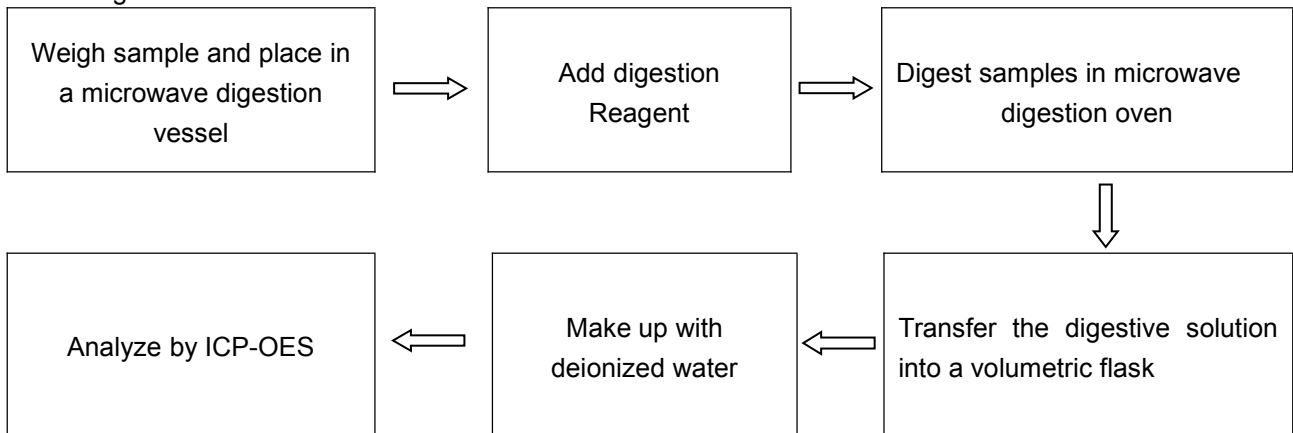 Weigh sample and place in
a microwave digestion
vessel
Add digestion
Reagent
Digest samples in microwave
digestion oven
Transfer the digestive solution
into a volumetric flask
Make up with
deionized water
Analyze by ICP-OES